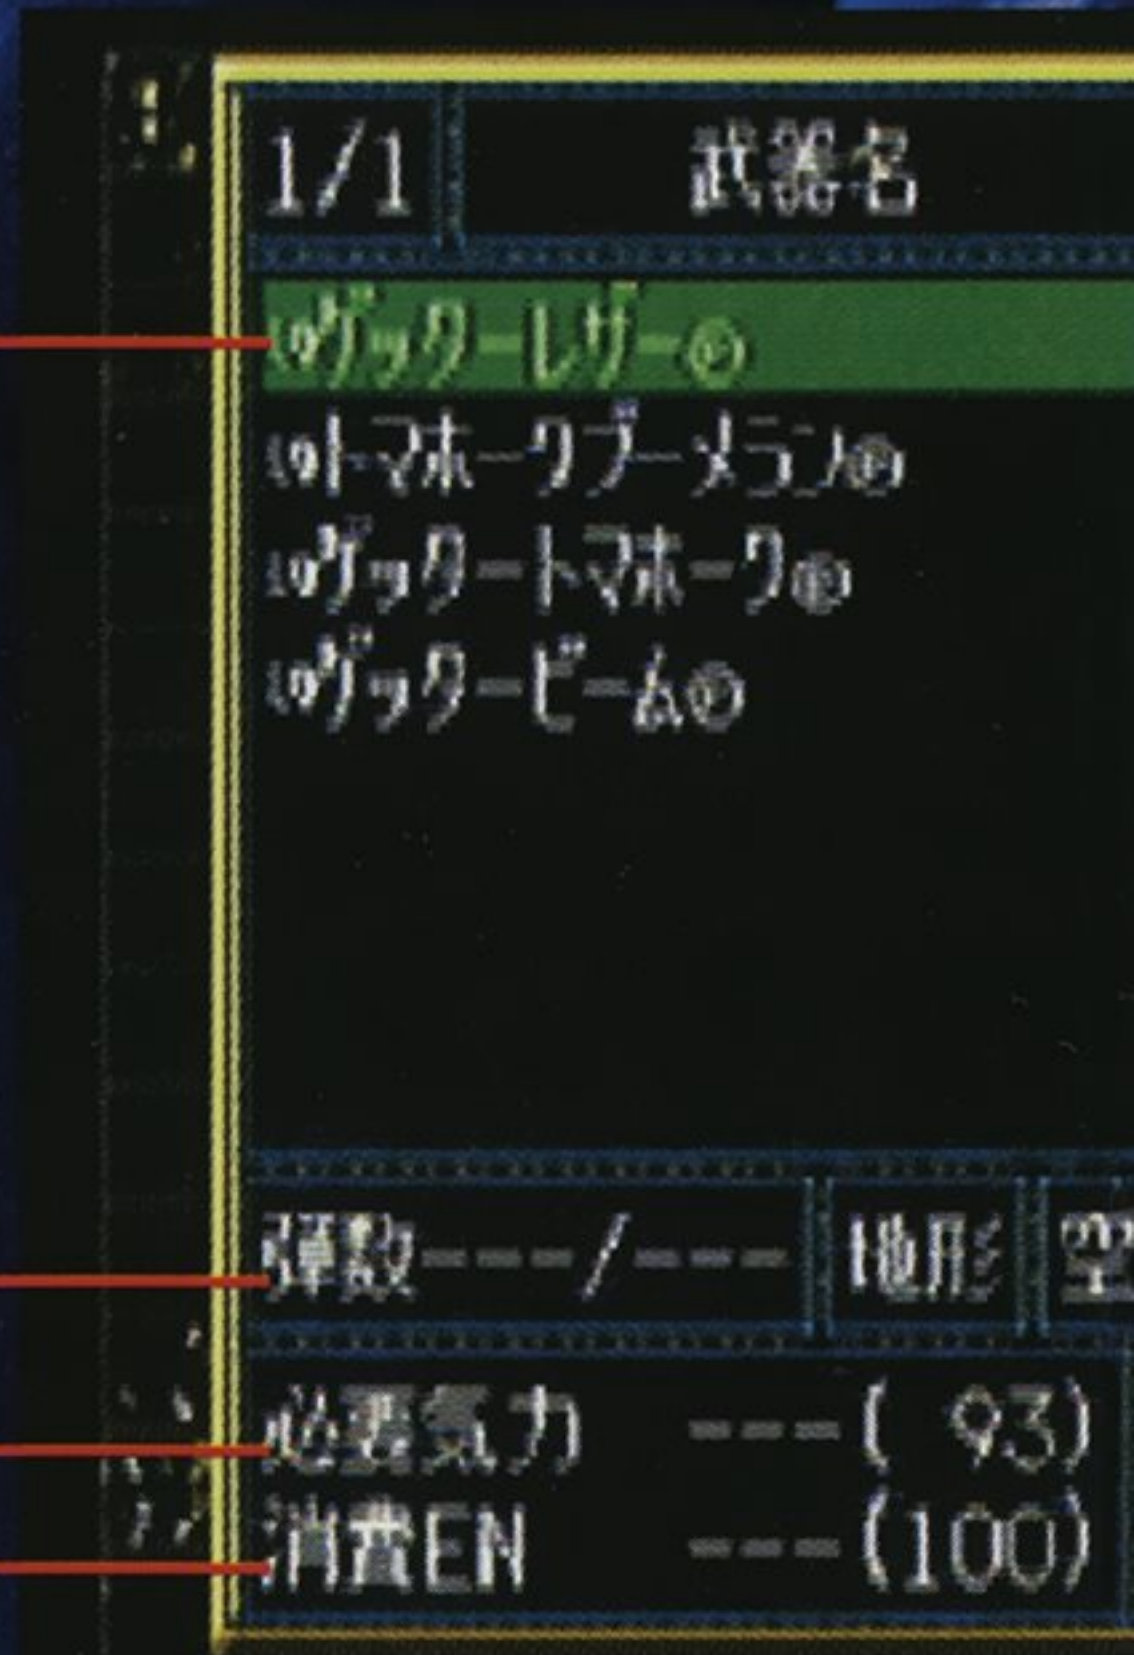 1/1 武器名
ゲッターレザー
トマホークブーメラン
ゲッタートマホーク
ゲッタービーム
弾数---/--- 地形 空
必要気力 ---( 93)
消費EN ---(100)